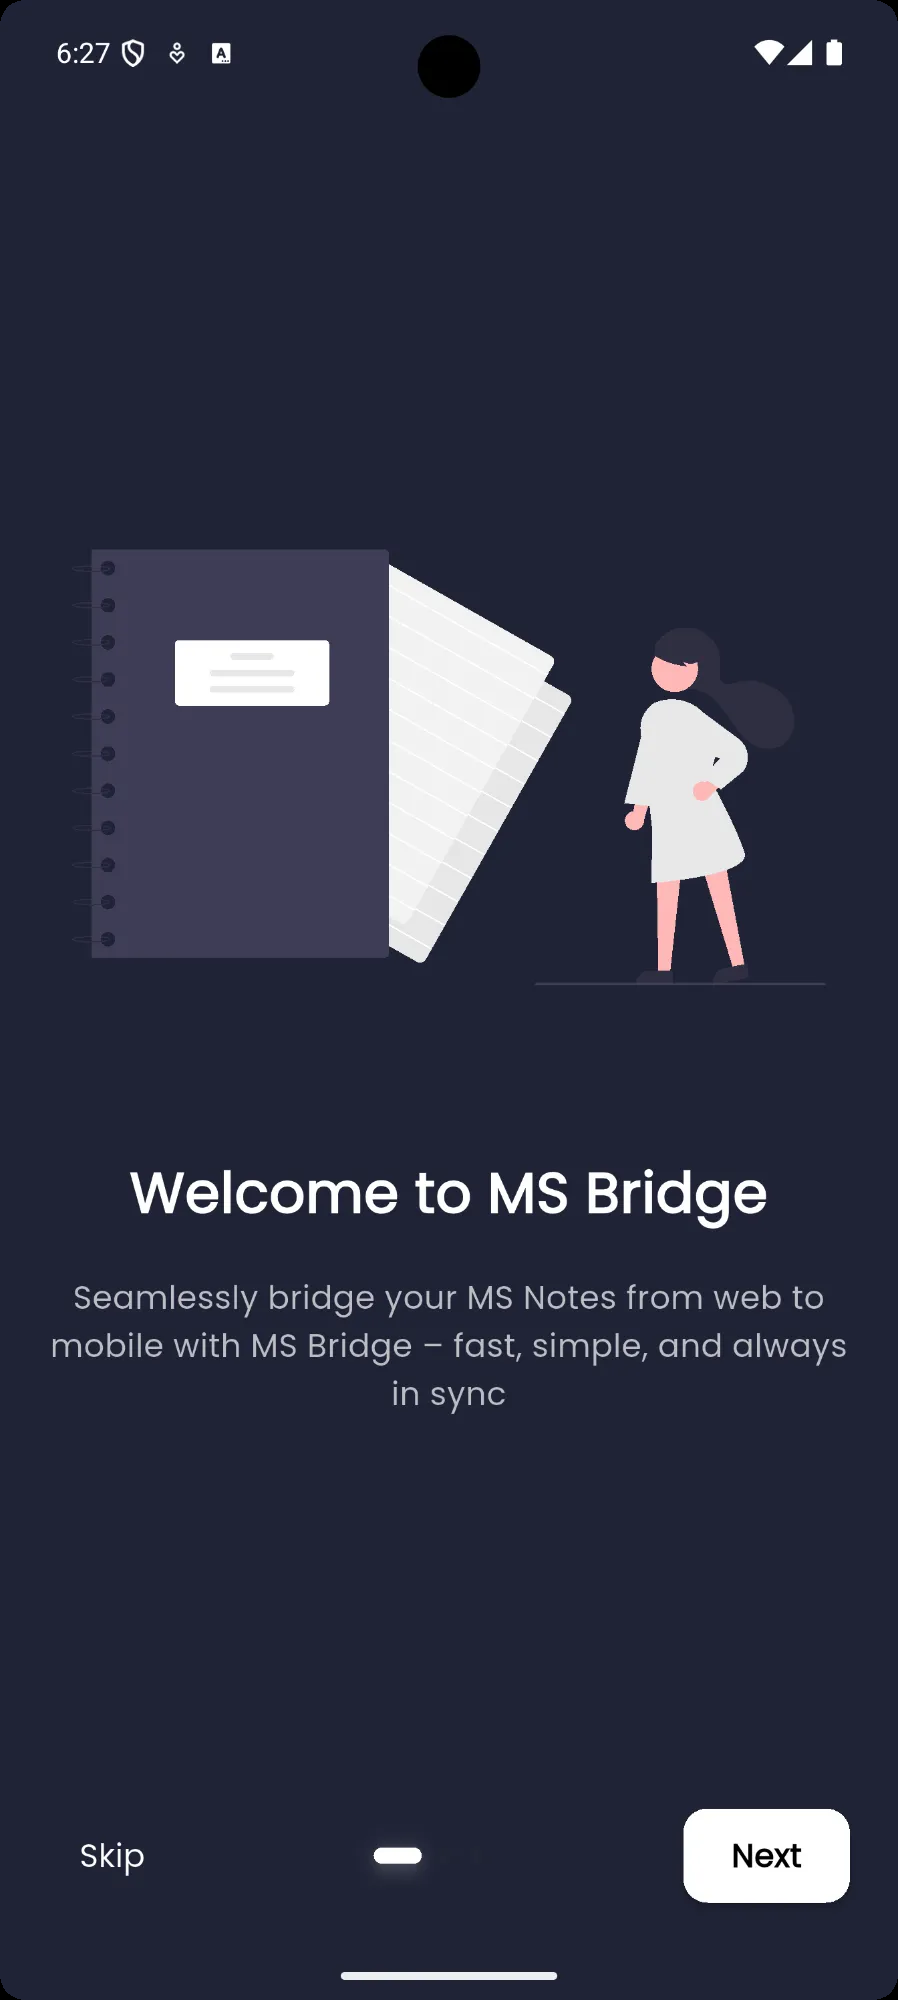 6:27
Welcome to MS Bridge
Seamlessly bridge your MS Notes from web to
mobile with MS Bridge – fast, simple, and always
in sync
Skip
Next